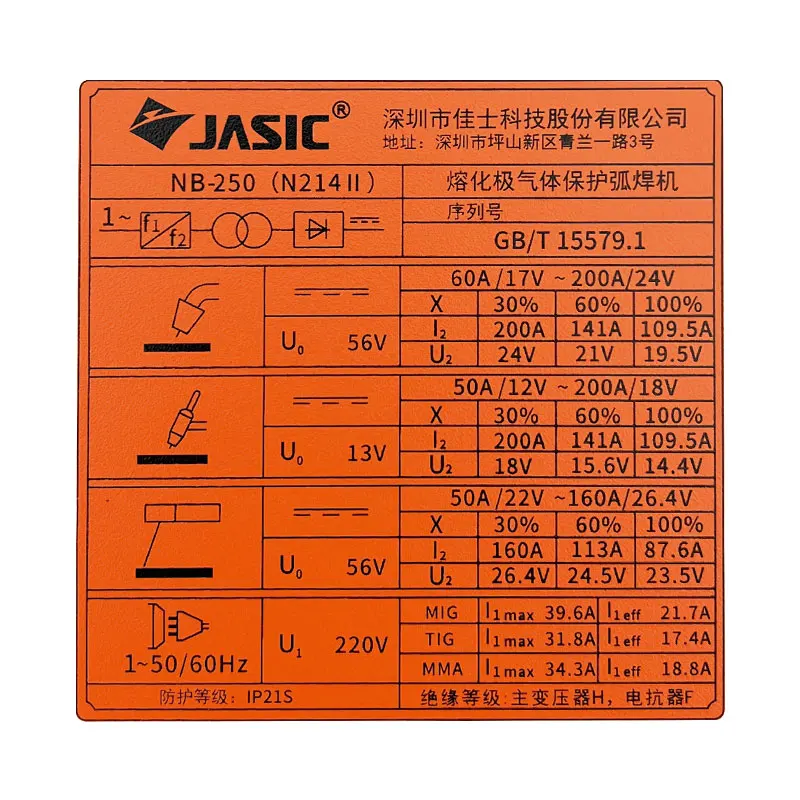 JASIC®
深圳市佳士科技股份有限公司
地址：深圳市坪山新区青兰一路3号
NB-250（N214Ⅱ）
熔化极气体保护弧焊机
1~ f1 f2
序列号
GB/T 15579.1
60A/17V ~200A/24V
X 30% 60% 100%
I2 200A 141A 109.5A
U0 56V
U2 24V 21V 19.5V
50A/12V ~200A/18V
X 30% 60% 100%
I2 200A 141A 109.5A
U0 13V
U2 18V 15.6V 14.4V
50A/22V ~160A/26.4V
X 30% 60% 100%
I2 160A 113A 87.6A
U0 56V
U2 26.4V 24.5V 23.5V
1~50/60Hz
U1 220V
MIG I1max 39.6A I1eff 21.7A
TIG I1max 31.8A I1eff 17.4A
MMA I1max 34.3A I1eff 18.8A
防护等级：IP21S
绝缘等级:主变压器H，电抗器F